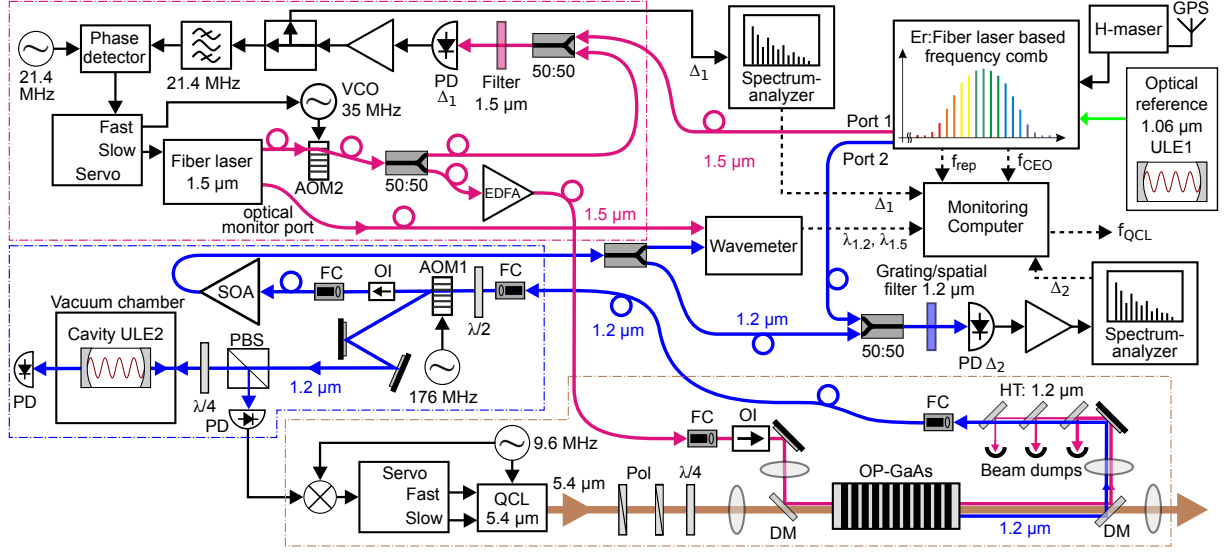 21.4
MHz
Phase
detector
21.4 MHz
PD
Δ1
Filter
1.5 µm
50:50
Δ1
Spectrum-
analyzer
Er:Fiber laser based
frequency comb
H-maser
GPS
Optical
reference
1.06 µm
ULE1
Port 1
Port 2
1.5 µm
frep
fCEO
VCO
35 MHz
Fast
Slow
Servo
Fiber laser
1.5 µm
AOM2
50:50
EDFA
optical
monitor port
1.5 µm
Wavemeter
λ1.2, λ1.5
Δ1
Monitoring
Computer
fQCL
Δ2
Spectrum-
analyzer
Grating/spatial
filter 1.2 µm
50:50
PD Δ2
1.2 µm
SOA
FC
OI
AOM1
FC
λ/2
1.2 µm
176 MHz
Vacuum chamber
Cavity ULE2
PD
λ/4
PBS
1.2 µm
PD
9.6 MHz
Servo
Fast
Slow
QCL
5.4 µm
5.4 µm
Pol
λ/4
FC
OI
DM
OP-GaAs
1.2 µm
DM
FC
HT: 1.2 µm
Beam dumps